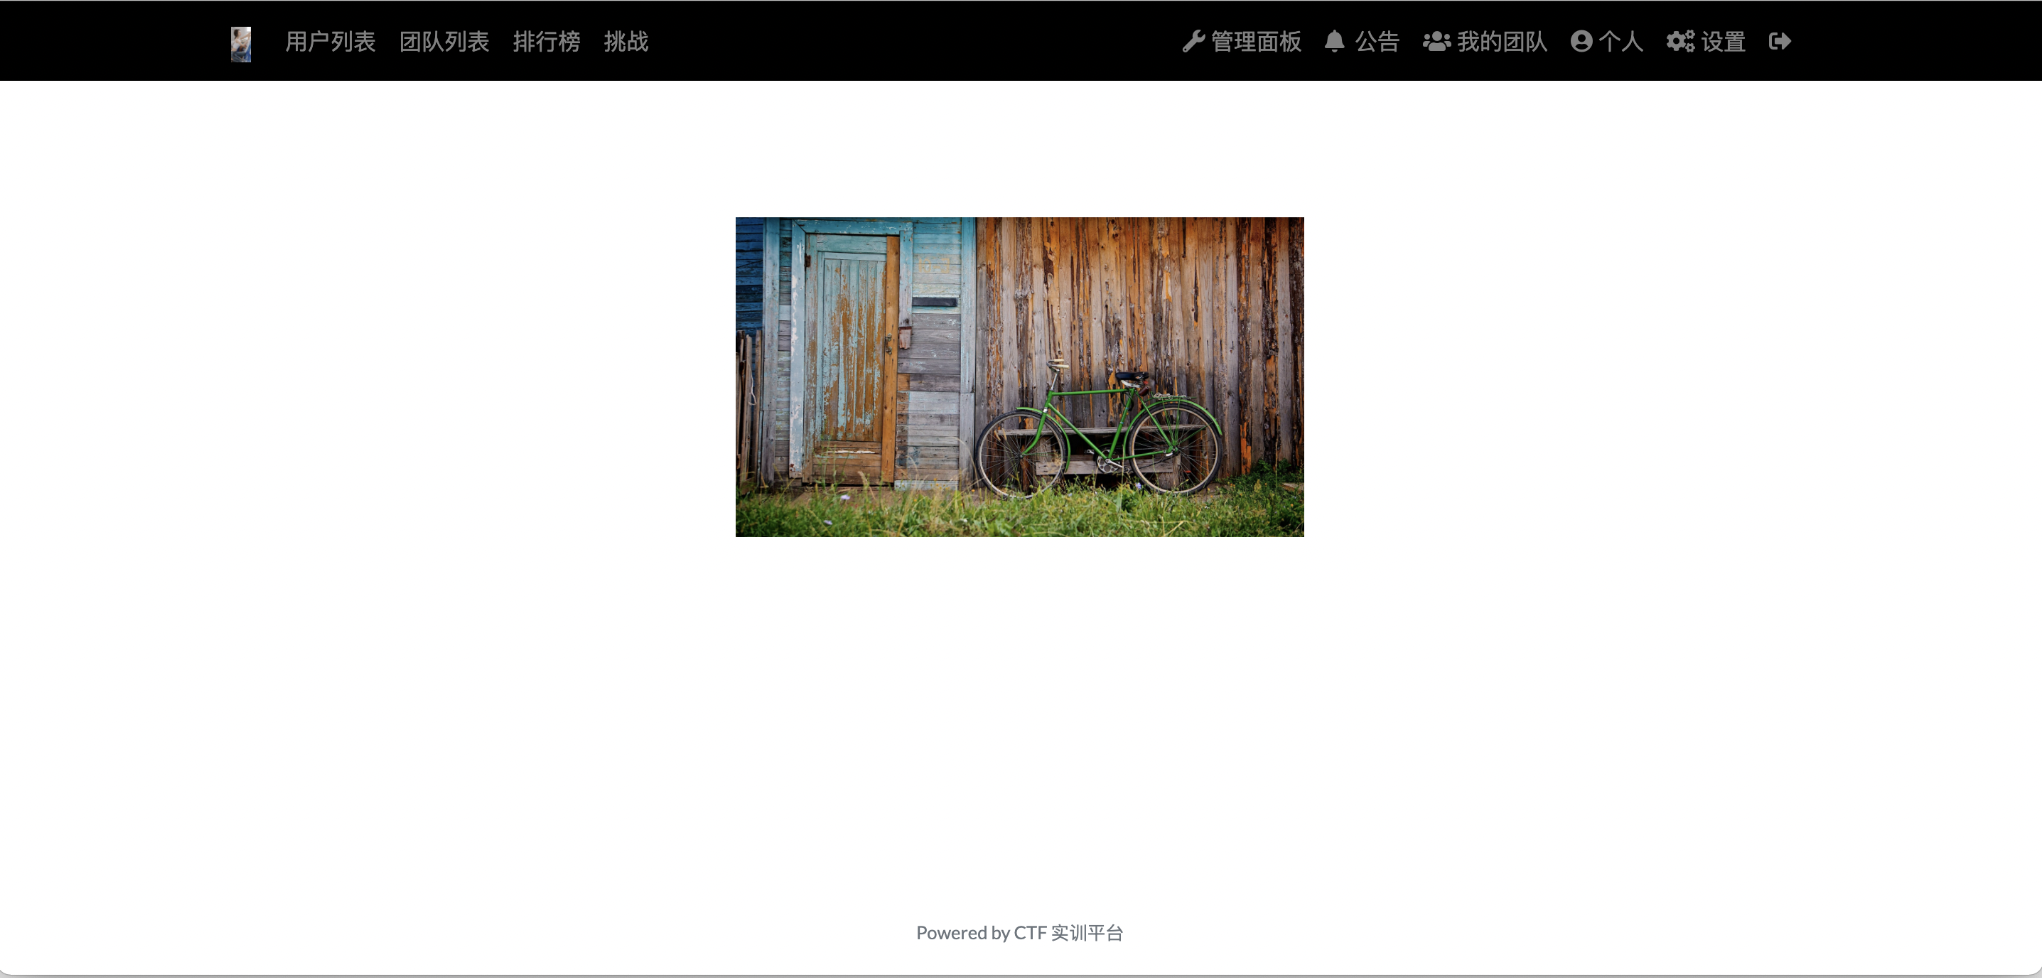 用户列表 团队列表 排行榜 挑战 管理面板 公告 我的团队 个人 设置
Powered by CTF 实训平台